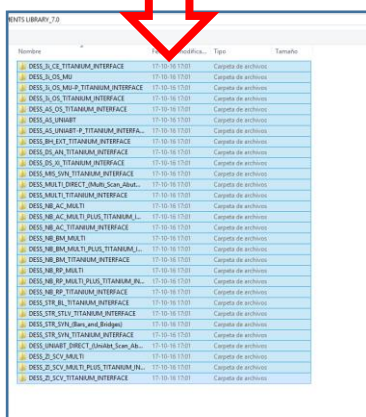 MENTS LIBRARY_7.0
Nombre modifica... Tipo Tamaño
DESS_3i_CE_TITANIUM_INTERFACE 17-10-16 17:01 Carpeta de archivos
DESS_3i_OS_MU 17-10-16 17:01 Carpeta de archivos
DESS_3i_OS_MU-P_TITANIUM_INTERFACE 17-10-16 17:01 Carpeta de archivos
DESS_3i_OS_TITANIUM_INTERFACE 17-10-16 17:01 Carpeta de archivos
DESS_AS_OS_TITANIUM_INTERFACE 17-10-16 17:01 Carpeta de archivos
DESS_AS_UNIABT 17-10-16 17:01 Carpeta de archivos
DESS_AS_UNIABT-P_TITANIUM_INTERFA... 17-10-16 17:01 Carpeta de archivos
DESS_BH_EXT_TITANIUM_INTERFACE 17-10-16 17:01 Carpeta de archivos
DESS_DS_AN_TITANIUM_INTERFACE 17-10-16 17:01 Carpeta de archivos
DESS_DS_XI_TITANIUM_INTERFACE 17-10-16 17:01 Carpeta de archivos
DESS_MIS_SVN_TITANIUM_INTERFACE 17-10-16 17:01 Carpeta de archivos
DESS_MULTI_DIRECT_(Multi_Scan_Abut... 17-10-16 17:01 Carpeta de archivos
DESS_MULTI_TITANIUM_INTERFACE 17-10-16 17:01 Carpeta de archivos
DESS_NB_AC_MULTI 17-10-16 17:01 Carpeta de archivos
DESS_NB_AC_MULTI_PLUS_TITANIUM_I... 17-10-16 17:01 Carpeta de archivos
DESS_NB_AC_TITANIUM_INTERFACE 17-10-16 17:01 Carpeta de archivos
DESS_NB_BM_MULTI 17-10-16 17:01 Carpeta de archivos
DESS_NB_BM_MULTI_PLUS_TITANIUM_I... 17-10-16 17:01 Carpeta de archivos
DESS_NB_BM_TITANIUM_INTERFACE 17-10-16 17:01 Carpeta de archivos
DESS_NB_RP_MULTI 17-10-16 17:01 Carpeta de archivos
DESS_NB_RP_MULTI_PLUS_TITANIUM_IN... 17-10-16 17:01 Carpeta de archivos
DESS_NB_RP_TITANIUM_INTERFACE 17-10-16 17:01 Carpeta de archivos
DESS_STR_BL_TITANIUM_INTERFACE 17-10-16 17:01 Carpeta de archivos
DESS_STR_STLV_TITANIUM_INTERFACE 17-10-16 17:01 Carpeta de archivos
DESS_STR_SYN_(Bars_and_Bridges) 17-10-16 17:01 Carpeta de archivos
DESS_STR_SYN_TITANIUM_INTERFACE 17-10-16 17:01 Carpeta de archivos
DESS_UNIABT_DIRECT_(UniAbt_Scan_Ab... 17-10-16 17:01 Carpeta de archivos
DESS_ZI_SCV_MULTI 17-10-16 17:01 Carpeta de archivos
DESS_ZI_SCV_MULTI_PLUS_TITANIUM_IN... 17-10-16 17:01 Carpeta de archivos
DESS_ZI_SCV_TITANIUM_INTERFACE 17-10-16 17:01 Carpeta de archivos